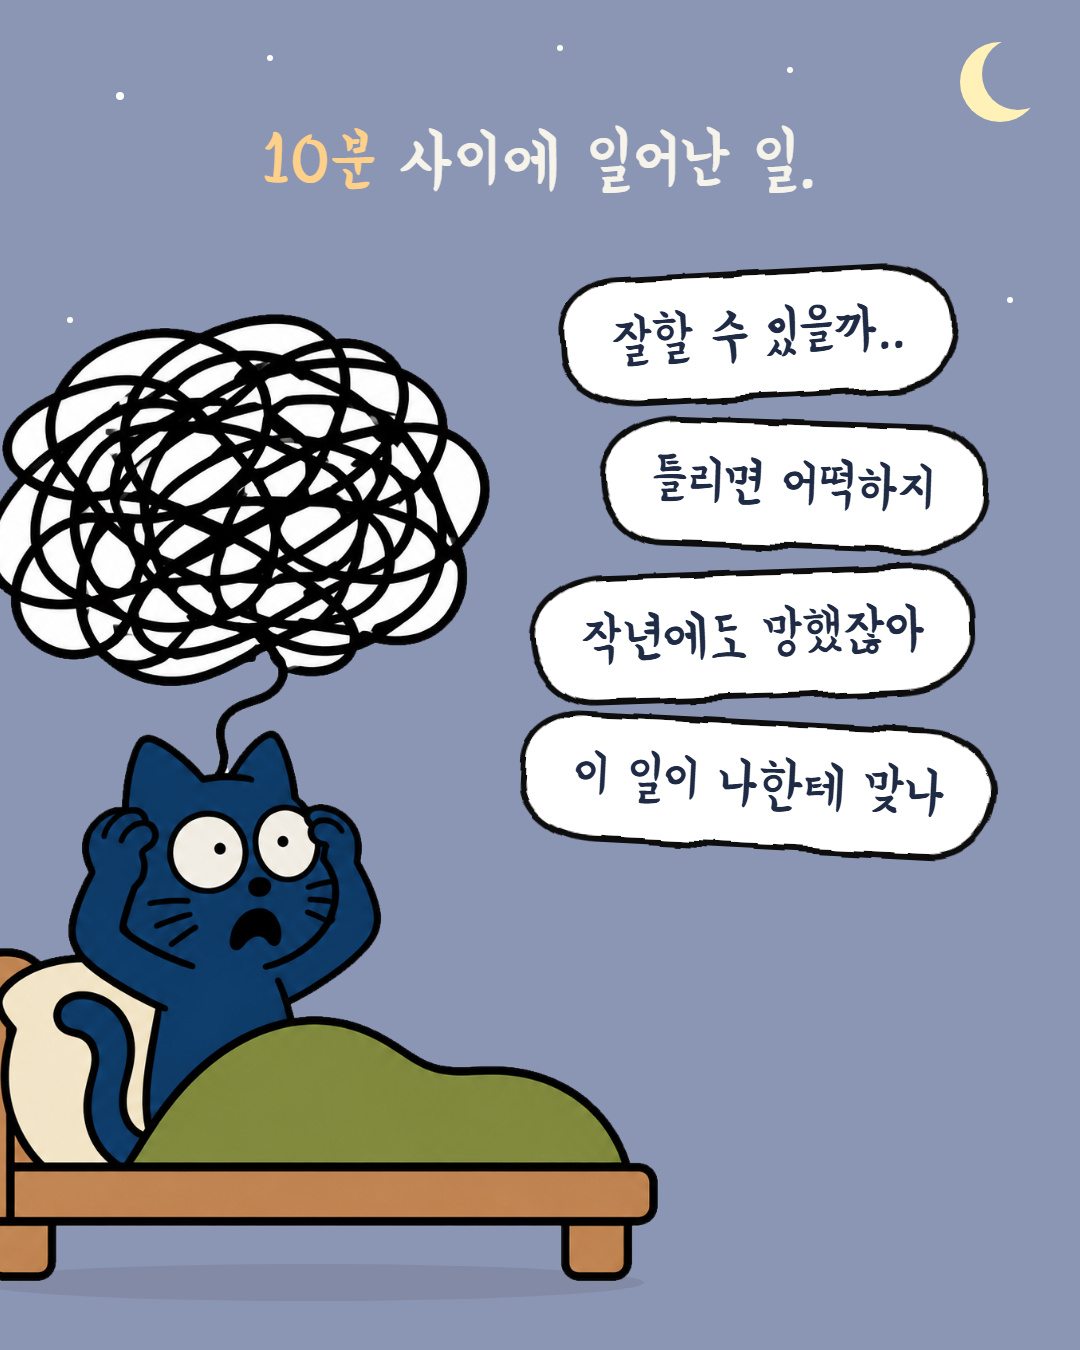 10분 사이에 일어난 일.
잘할 수 있을까..
틀리면 어떡하지
작년에도 망했잖아
이 일이 나한테 맞나